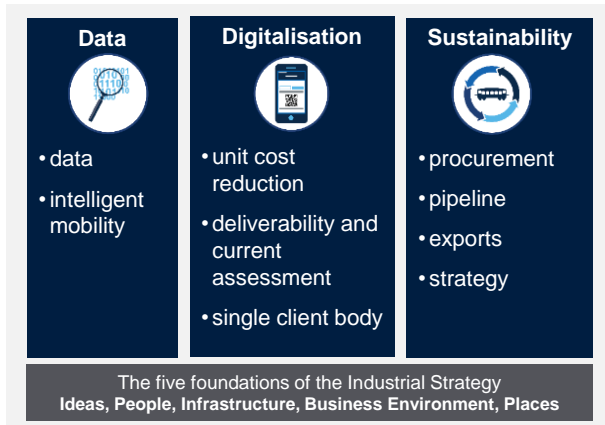 Data
• data
• intelligent
mobility
Digitalisation
• unit cost
reduction
• deliverability and
current
assessment
• single client body
Sustainability
• procurement
• pipeline
• exports
• strategy
The five foundations of the Industrial Strategy
Ideas, People, Infrastructure, Business Environment, Places